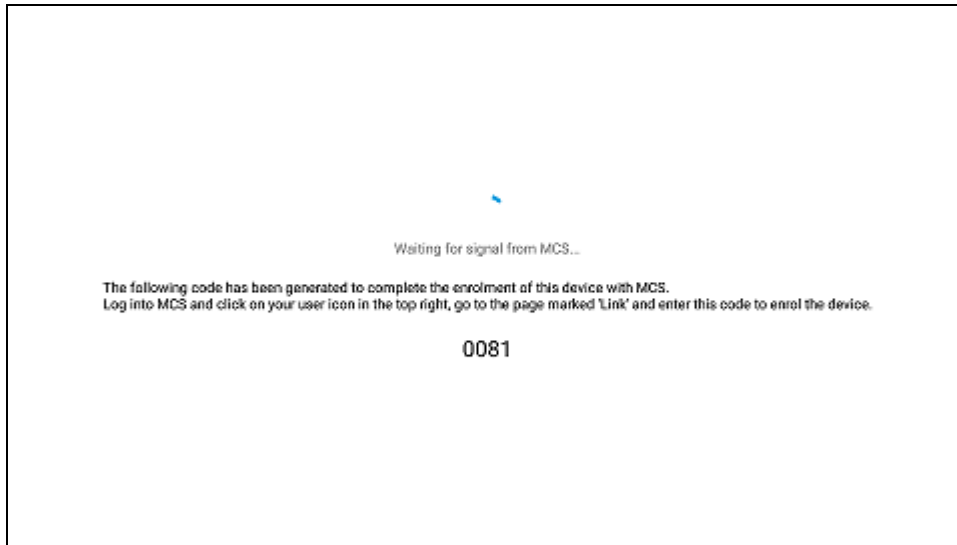 Waiting for signal from MCS...
The following code has been generated to complete the enrolment of this device with MCS.
Log into MCS and click on your user icon in the top right, go to the page marked 'Link' and enter this code to enrol the device.
0081